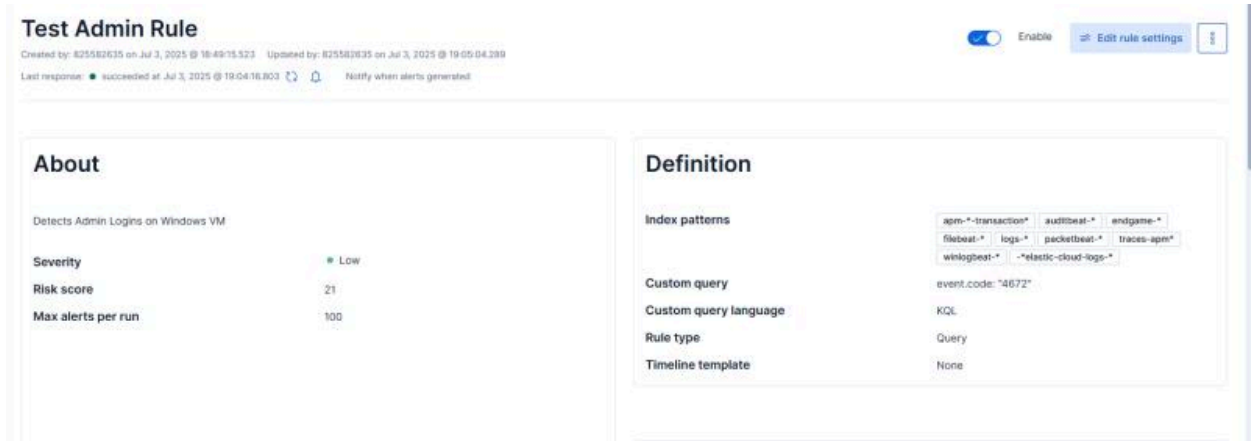 Test Admin Rule
Enable
Edit rule settings
Created by: 825582635 on Jul 3, 2025 @ 18:49:15.523 Updated by: 825582635 on Jul 3, 2025 @ 19:05:04.289
Last response: succeeded at Jul 3, 2025 @ 19:04:16.803 Notify when alerts generated
About
Detects Admin Logins on Windows VM
Severity Low
Risk score 21
Max alerts per run 100
Definition
Index patterns apm-*-transaction* auditbeat-* endgame-*
filebeat-* logs-* packetbeat-* traces-apm*
winlogbeat-* -*elastic-cloud-logs-*
Custom query event.code: "4672"
Custom query language KQL
Rule type Query
Timeline template None